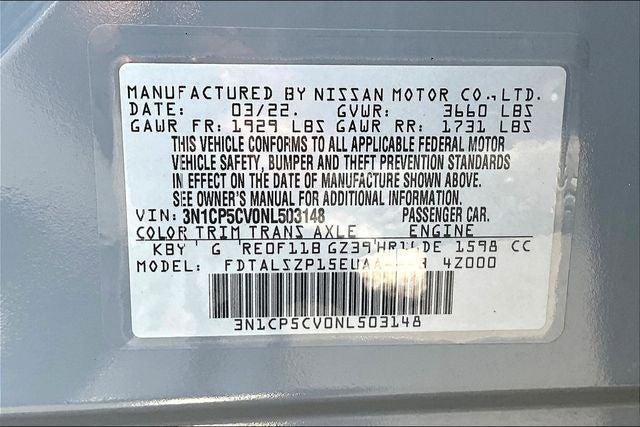 MANUFACTURED BY NISSAN MOTOR CO.,LTD.
DATE: 03/22. GVWR: 3660 LBS
GAWR FR: 1929 LBS GAWR RR: 1731 LBS
THIS VEHICLE CONFORMS TO ALL APPLICABLE FEDERAL MOTOR
VEHICLE SAFETY, BUMPER AND THEFT PREVENTION STANDARDS
IN EFFECT ON THE DATE OF MANUFACTURE SHOWN ABOVE.
SEE OWNER'S MANUAL FOR ADDITIONAL INFORMATION.
VIN: 3N1CP5CV0NL503148 PASSENGER CAR.
COLOR TRIM TRANS AXLE ENGINE
KBY G RE0F11B GZ39 HR16DE 1598 CC
4Z000
3N1CP5CV0NL503148